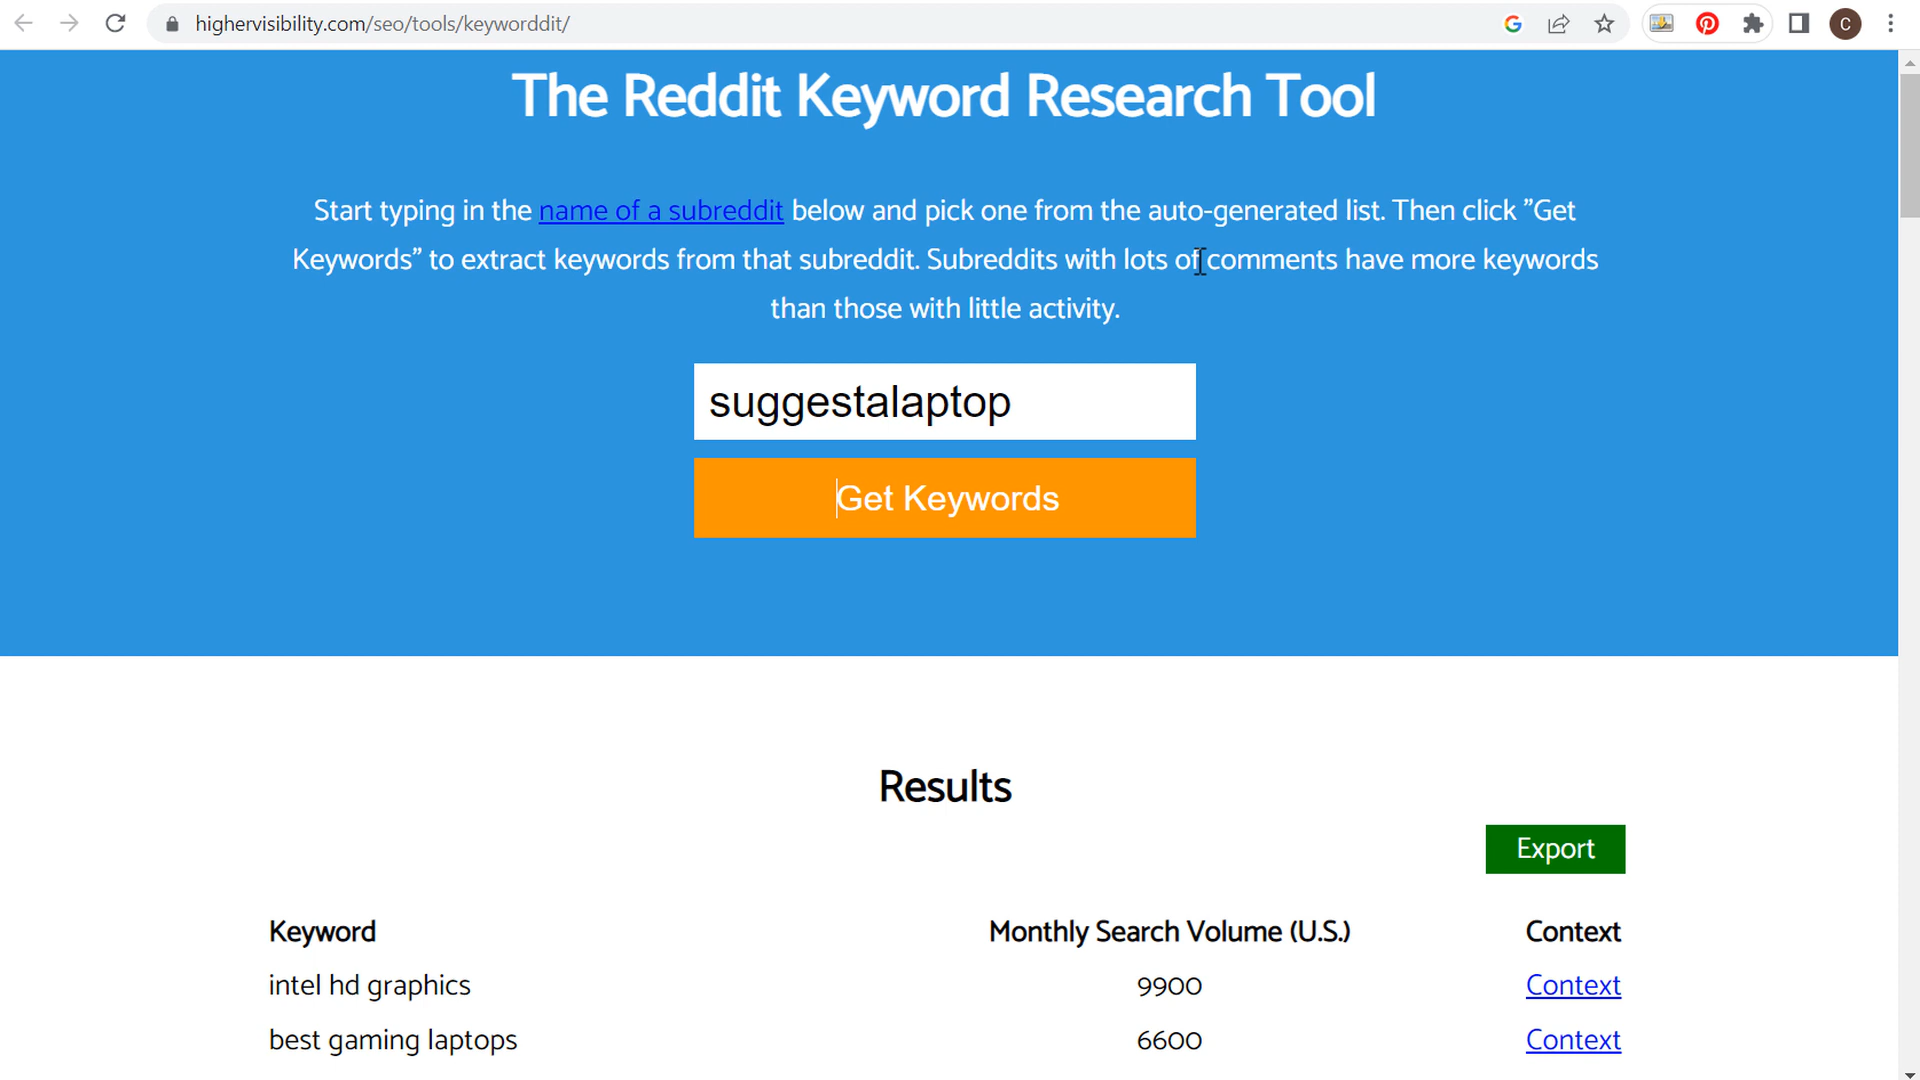 highervisibility.com/seo/tools/keyworddit/
C
The Reddit Keyword Research Tool
Start typing in the name of a subreddit below and pick one from the auto-generated list. Then click ”Get
Keywords” to extract keywords from that subreddit. Subreddits with lots of comments have more keywords
than those with little activity.
suggestalaptop
Get Keywords
Results
Export
Keyword Monthly Search Volume (U.S.) Context
intel hd graphics 9900 Context
best gaming laptops 6600 Context